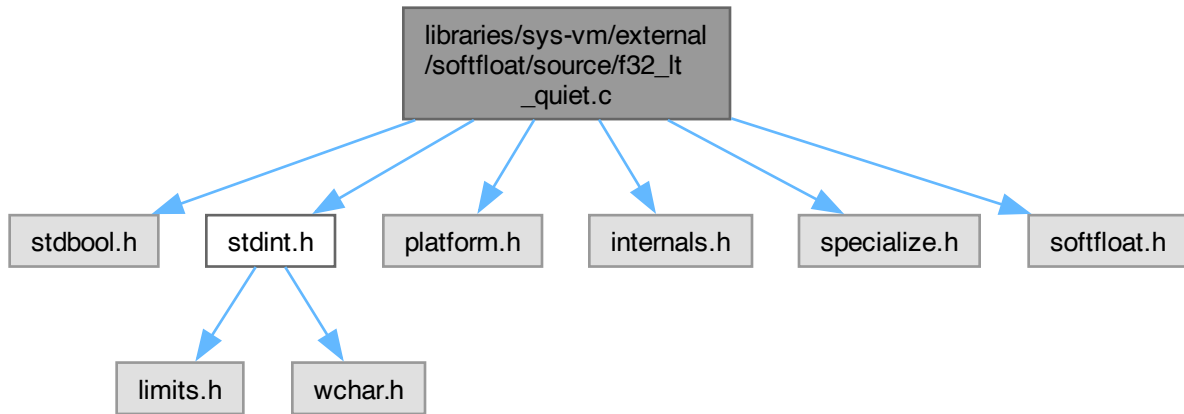 libraries/sys-vm/external
/softfloat/source/f32_lt
_quiet.c
stdbool.h
stdint.h
platform.h
internals.h
specialize.h
softfloat.h
limits.h
wchar.h